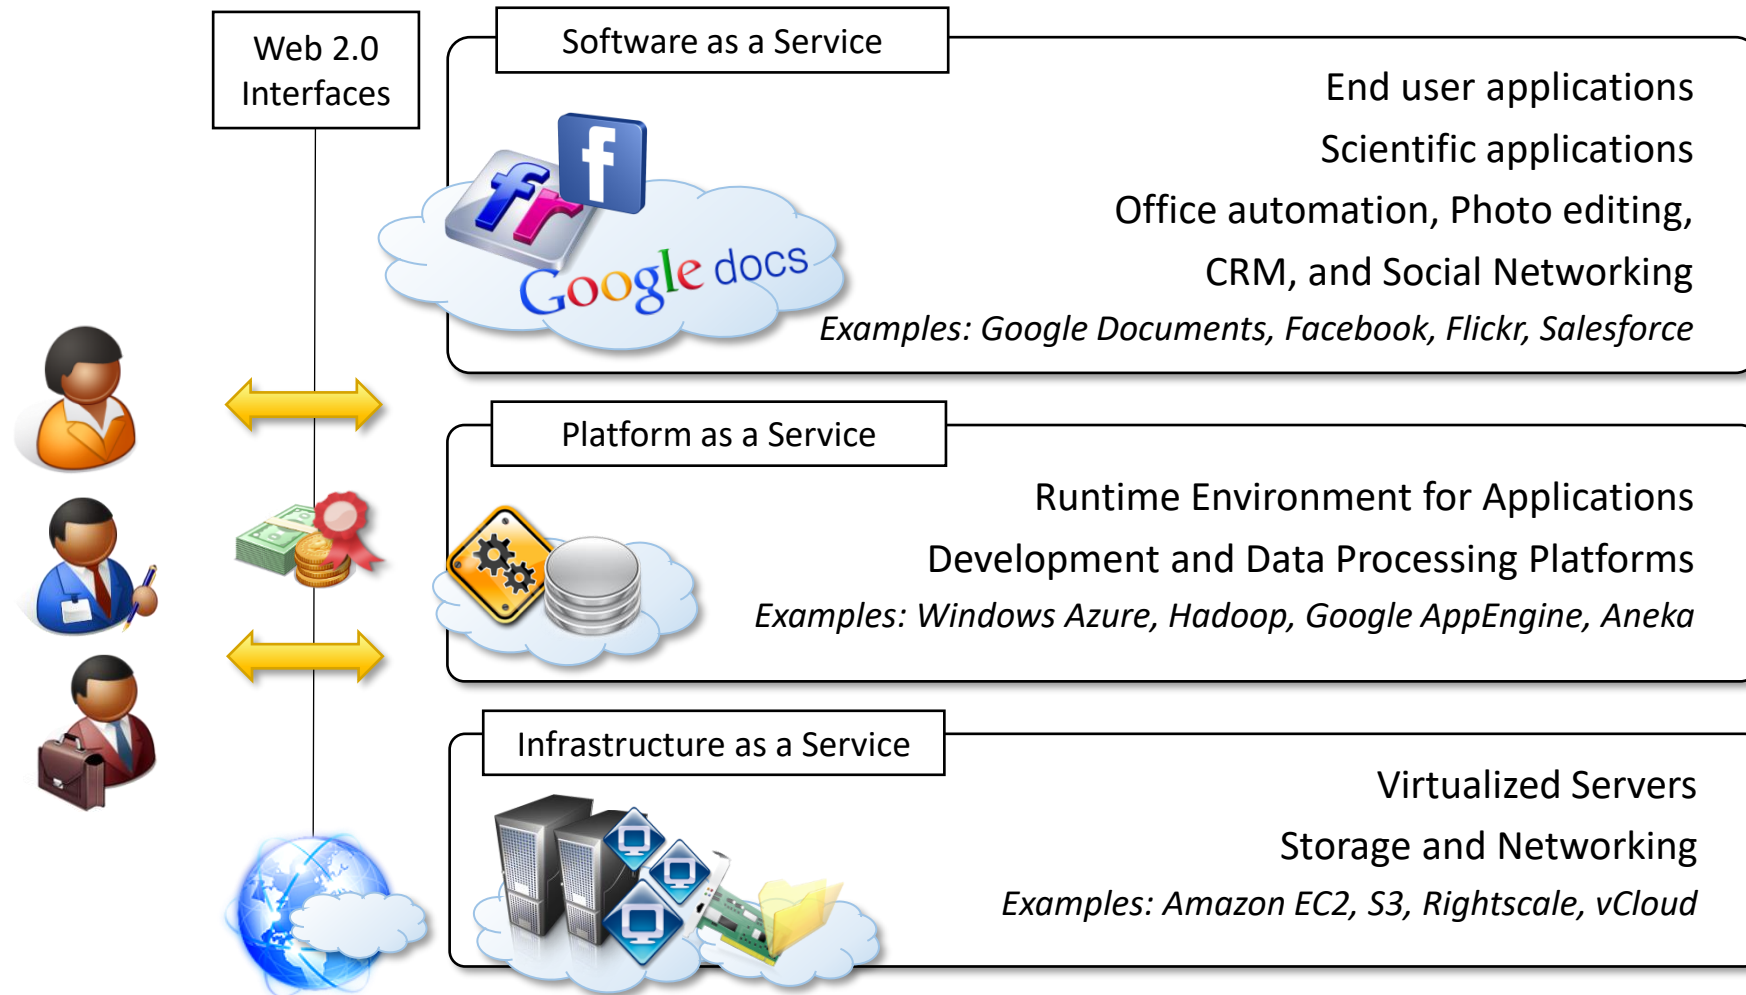 Web 2.0
Interfaces
Software as a Service
End user applications
Scientific applications
Office automation, Photo editing,
CRM, and Social Networking
Examples: Google Documents, Facebook, Flickr, Salesforce
f
fr
Google docs
Platform as a Service
Runtime Environment for Applications
Development and Data Processing Platforms
Examples: Windows Azure, Hadoop, Google AppEngine, Aneka
Infrastructure as a Service
Virtualized Servers
Storage and Networking
Examples: Amazon EC2, S3, Rightscale, vCloud